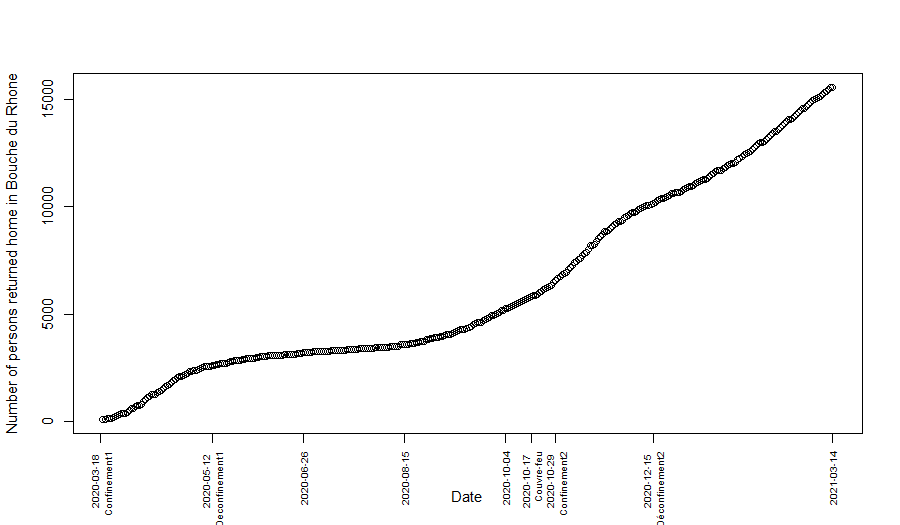 Number of persons returned home in Bouche du Rhone
15000
10000
5000
0
2020-03-18
Confinement1
2020-05-12
Deconfinement1
2020-06-26
2020-08-15
2020-10-04
2020-10-17
Couvre-feu
2020-10-29
Confinement2
2020-12-15
Déconfinement2
2021-03-14
Date